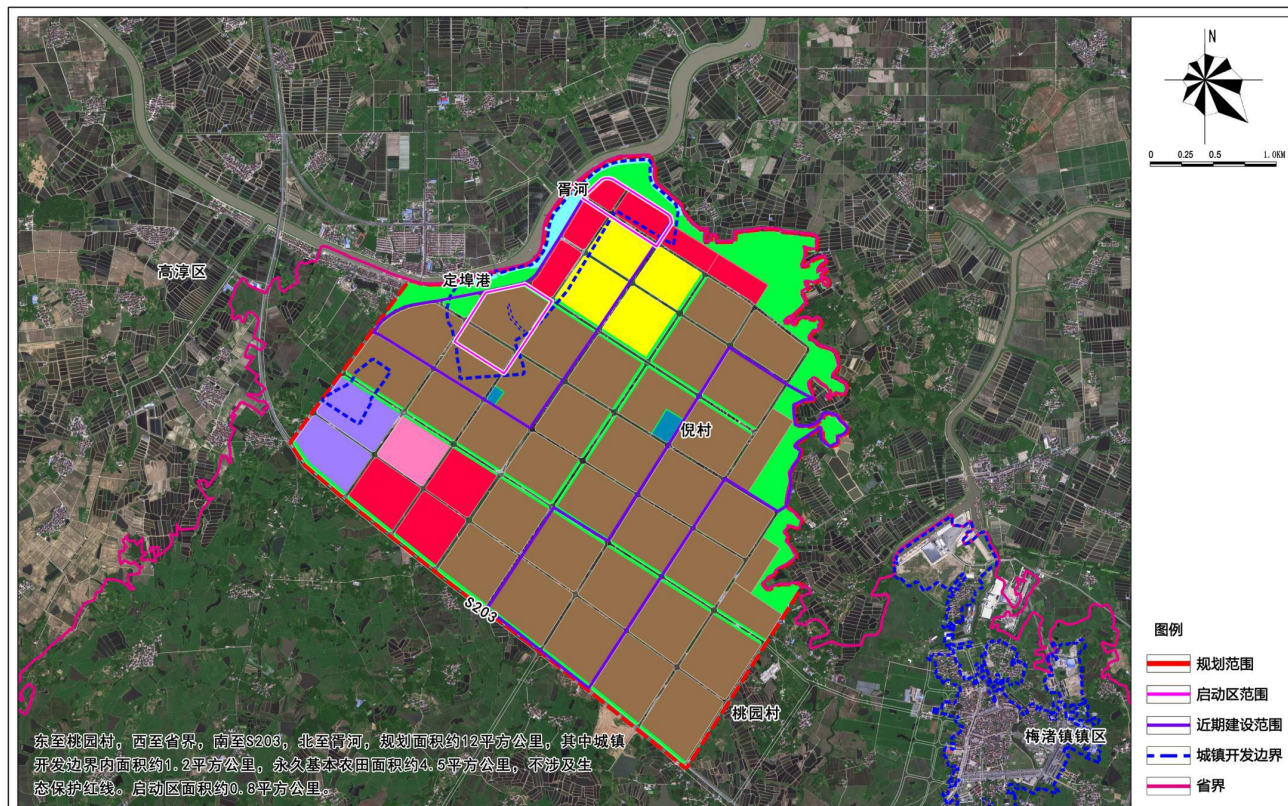 N
0 0.25 0.5 1.0KM
胥河
高淳区
定埠港
倪村
S203
桃园村
梅渚镇镇区
东至桃园村，西至省界，南至S203，北至胥河，规划面积约12平方公里，其中城镇
开发边界内面积约1.2平方公里，永久基本农田面积约4.5平方公里，不涉及生
态保护红线。启动区面积约0.8平方公里。
图例
规划范围
启动区范围
近期建设范围
城镇开发边界
省界